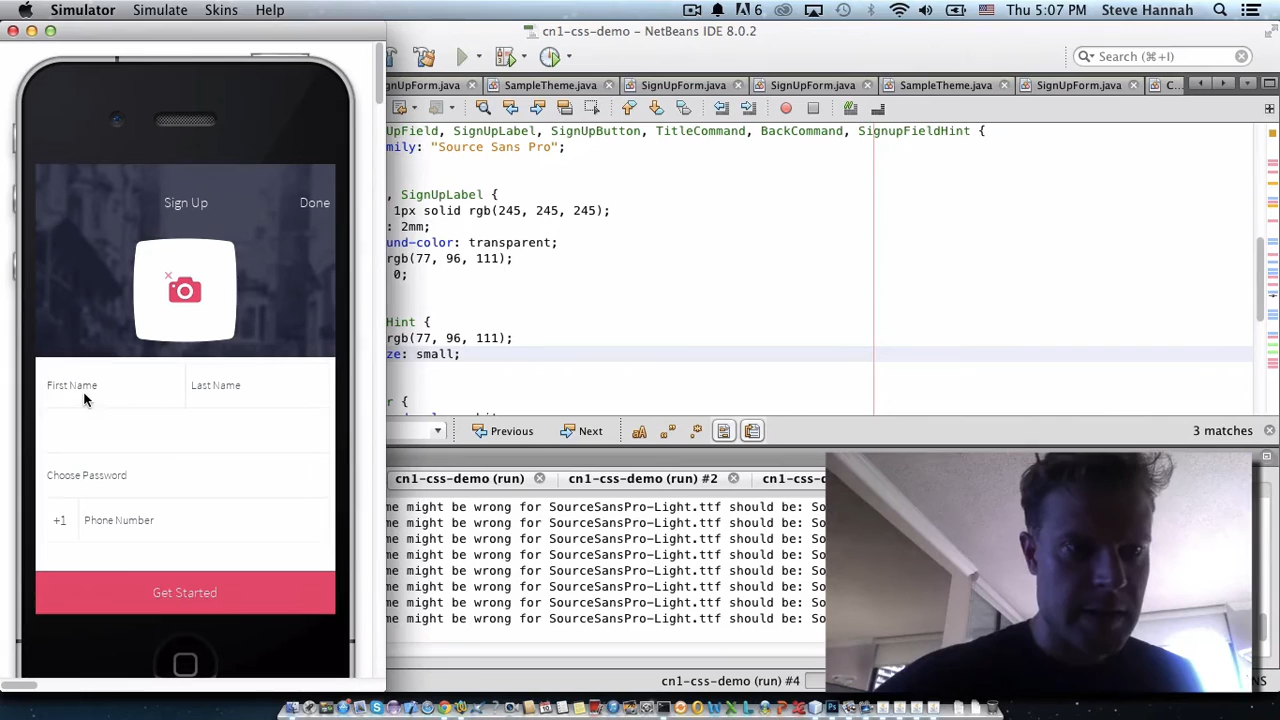 Simulator Simulate Skins Help
6 Thu 5:07 PM Steve Hannah
cn1-css-demo - NetBeans IDE 8.0.2
Search (⌘+I)
gnUpForm.java SampleTheme.java SignUpForm.java SignUpForm.java SampleTheme.java SignUpForm.java C...
UpField, SignUpLabel, SignUpButton, TitleCommand, BackCommand, SignupFieldHint {
mily: "Source Sans Pro";
, SignUpLabel {
1px solid rgb(245, 245, 245);
: 2mm;
und-color: transparent;
rgb(77, 96, 111);
0;
Hint {
rgb(77, 96, 111);
ze: small;
r {
Previous Next 3 matches
cn1-css-demo (run) cn1-css-demo (run) #2 cn1-css-de
me might be wrong for SourceSansPro-Light.ttf should be: So
me might be wrong for SourceSansPro-Light.ttf should be: So
me might be wrong for SourceSansPro-Light.ttf should be: So
me might be wrong for SourceSansPro-Light.ttf should be: So
me might be wrong for SourceSansPro-Light.ttf should be: So
me might be wrong for SourceSansPro-Light.ttf should be: So
me might be wrong for SourceSansPro-Light.ttf should be: So
me might be wrong for SourceSansPro-Light.ttf should be: So
cn1-css-demo (run) #4
NS
Sign Up Done
First Name Last Name
Choose Password
+1 Phone Number
Get Started